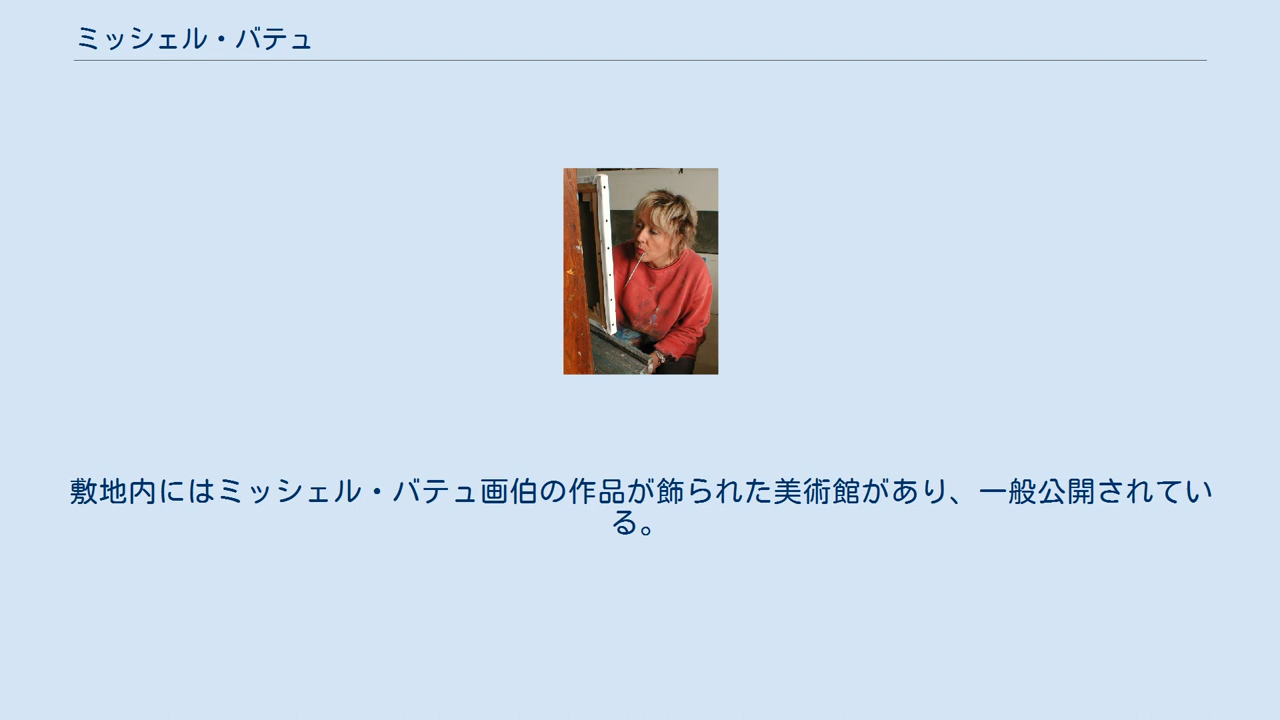 ミッシェル・バテュ
敷地内にはミッシェル・バテュ画伯の作品が飾られた美術館があり、一般公開されてい
る。